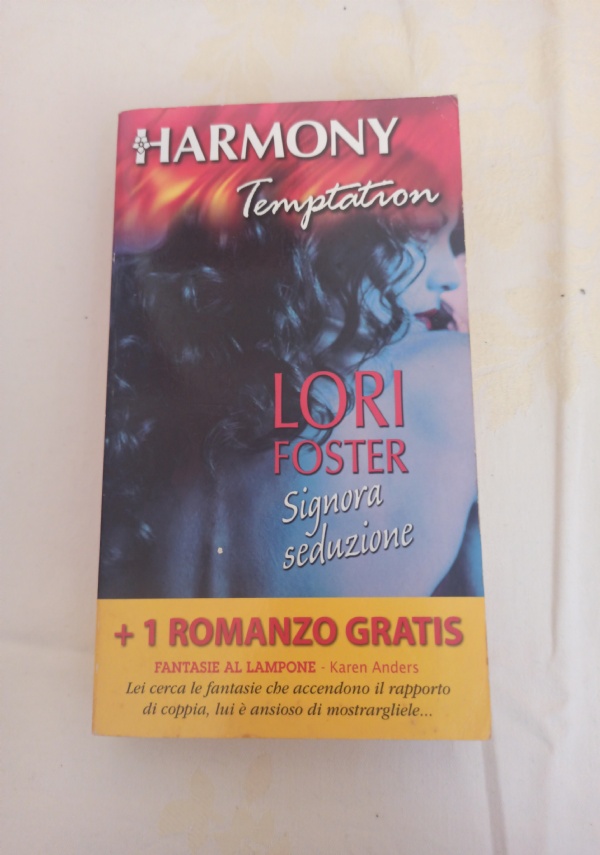 HARMONY
Temptation
LORI
FOSTER
Signora
seduzione
+ 1 ROMANZO GRATIS
FANTASIE AL LAMPONE - Karen Anders
Lei cerca le fantasie che accendono il rapporto
di coppia, lui è ansioso di mostrargliele...